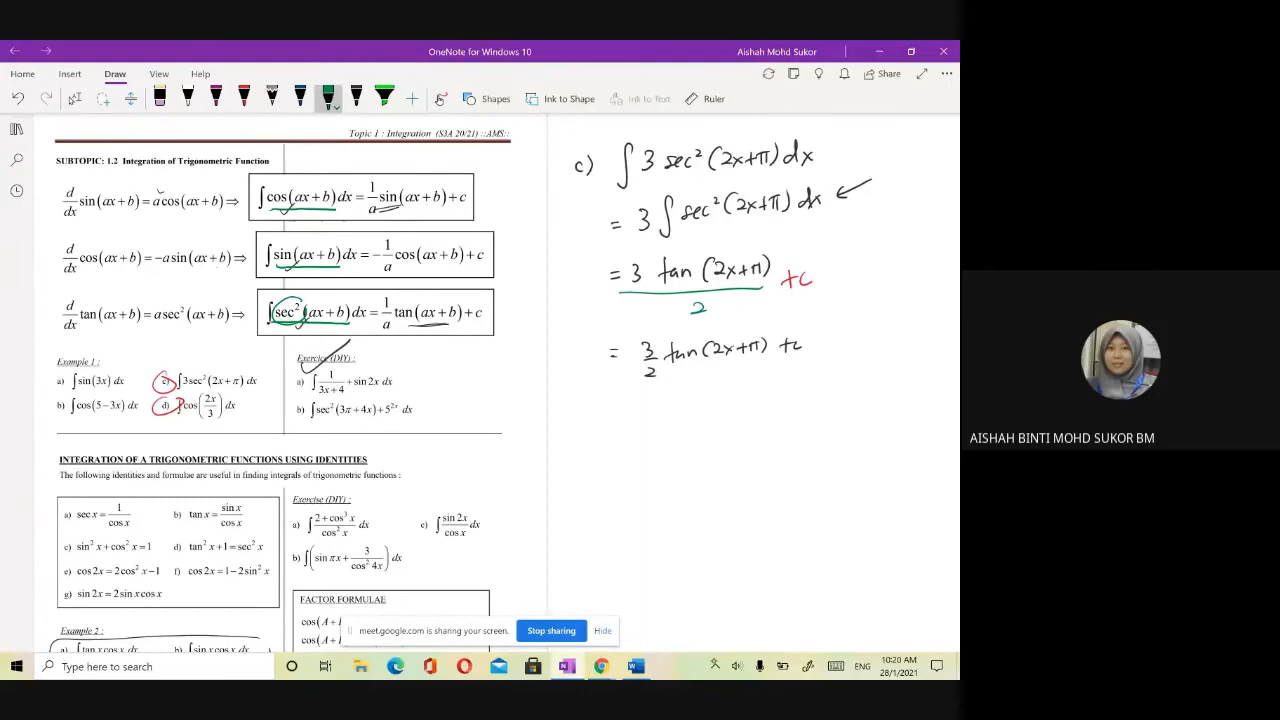 OneNote for Windows 10
Aishah Mohd Sukor
Home Insert Draw View Help
Share
Shapes Ink to Shape Ink to Text Ruler
Topic 1 : Integration (S3A 20/21) ::AMS::
SUBTOPIC: 1.2 Integration of Trigonometric Function
d/dx sin(ax+b) = a cos(ax+b) ⇒ ∫cos(ax+b) dx = 1/a sin(ax+b) + c
d/dx cos(ax+b) = −a sin(ax+b) ⇒ ∫sin(ax+b) dx = −1/a cos(ax+b) + c
d/dx tan(ax+b) = a sec²(ax+b) ⇒ ∫sec²(ax+b) dx = 1/a tan(ax+b) + c
Example 1 :
a) ∫sin(3x) dx c) ∫3sec²(2x+π) dx
b) ∫cos(5−3x) dx d) ∫cos(2x/3) dx
Exercise (DIY) :
a) ∫ 1/(3x+4) + sin 2x dx
b) ∫sec²(3π+4x) + 5²ˣ dx
INTEGRATION OF A TRIGONOMETRIC FUNCTIONS USING IDENTITIES
The following identities and formulae are useful in finding integrals of trigonometric functions :
a) sec x = 1/cos x b) tan x = sin x/cos x
c) sin² x + cos² x = 1 d) tan² x + 1 = sec² x
e) cos 2x = 2cos² x − 1 f) cos 2x = 1 − 2sin² x
g) sin 2x = 2sin x cos x
Exercise (DIY) :
a) ∫ (2 + cos³ x)/cos² x dx c) ∫ sin 2x/cos x dx
b) ∫ (sin πx + 3/cos² 4x) dx
FACTOR FORMULAE
cos(A +
cos(A +
Example 2 :
a) ∫tan x cos x dx b) ∫sin x cos x dx
c) ∫ 3 sec² (2x+π) dx
= 3 ∫ sec² (2x+π) dx
= 3 tan (2x+π) / 2 + c
= 3/2 tan (2x+π) + c
meet.google.com is sharing your screen. Stop sharing Hide
AISHAH BINTI MOHD SUKOR BM
Type here to search
ENG
10:20 AM
28/1/2021